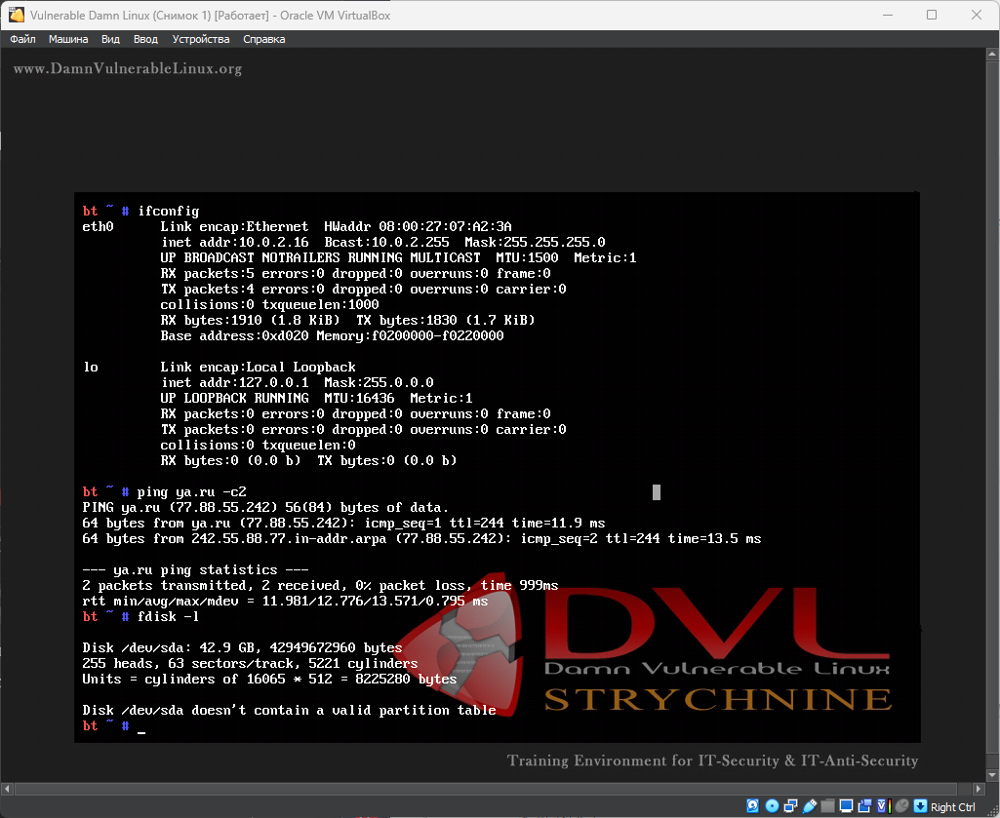 Vulnerable Damn Linux (Снимок 1) [Работает] - Oracle VM VirtualBox
Файл Машина Вид Ввод Устройства Справка
www.DamnVulnerableLinux.org
bt ~ # ifconfig
eth0 Link encap:Ethernet HWaddr 08:00:27:07:A2:3A
inet addr:10.0.2.16 Bcast:10.0.2.255 Mask:255.255.255.0
UP BROADCAST NOTRAILERS RUNNING MULTICAST MTU:1500 Metric:1
RX packets:5 errors:0 dropped:0 overruns:0 frame:0
TX packets:4 errors:0 dropped:0 overruns:0 carrier:0
collisions:0 txqueuelen:1000
RX bytes:1910 (1.8 KiB) TX bytes:1830 (1.7 KiB)
Base address:0xd020 Memory:f0200000-f0220000
lo Link encap:Local Loopback
inet addr:127.0.0.1 Mask:255.0.0.0
UP LOOPBACK RUNNING MTU:16436 Metric:1
RX packets:0 errors:0 dropped:0 overruns:0 frame:0
TX packets:0 errors:0 dropped:0 overruns:0 carrier:0
collisions:0 txqueuelen:0
RX bytes:0 (0.0 b) TX bytes:0 (0.0 b)
bt ~ # ping ya.ru -c2
PING ya.ru (77.88.55.242) 56(84) bytes of data.
64 bytes from ya.ru (77.88.55.242): icmp_seq=1 ttl=244 time=11.9 ms
64 bytes from 242.55.88.77.in-addr.arpa (77.88.55.242): icmp_seq=2 ttl=244 time=13.5 ms
--- ya.ru ping statistics ---
2 packets transmitted, 2 received, 0% packet loss, time 999ms
rtt min/avg/max/mdev = 11.981/12.776/13.571/0.795 ms
bt ~ # fdisk -l
Disk /dev/sda: 42.9 GB, 42949672960 bytes
255 heads, 63 sectors/track, 5221 cylinders
Units = cylinders of 16065 * 512 = 8225280 bytes
Disk /dev/sda doesn't contain a valid partition table
bt ~ # _
DVL
Damn Vulnerable Linux
STRYCHNINE
Training Environment for IT-Security & IT-Anti-Security
Right Ctrl